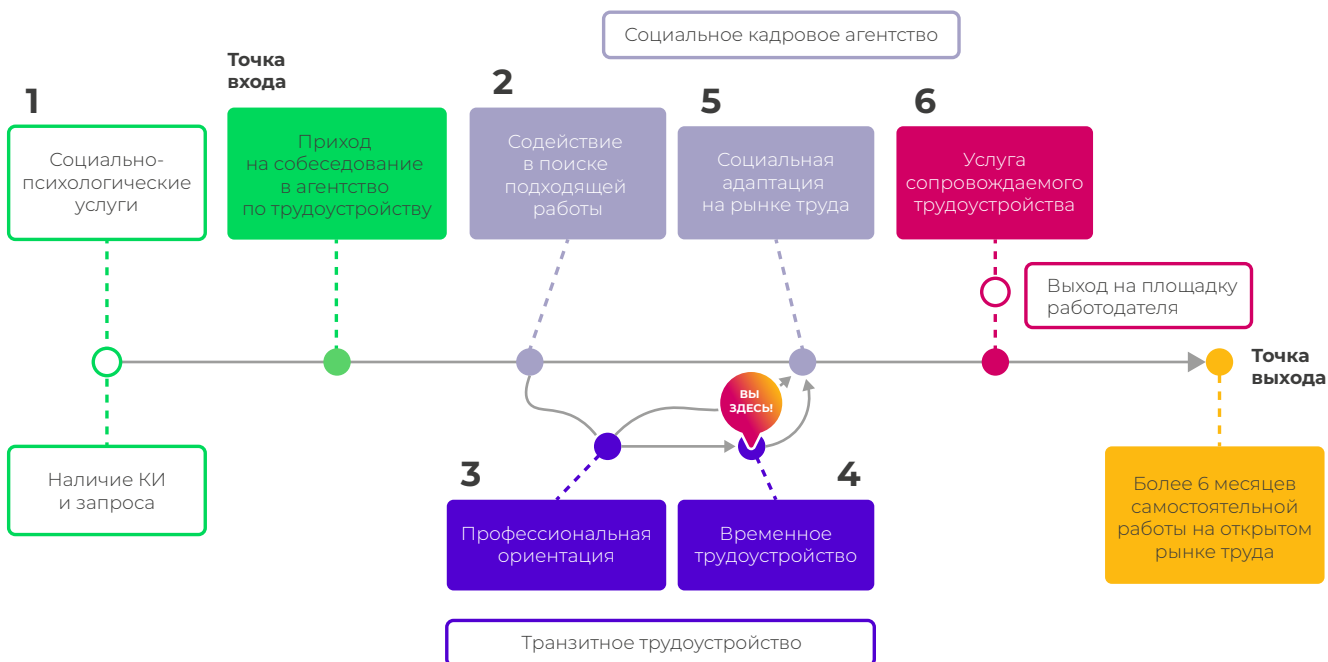 Социальное кадровое агентство
Точка
входа
1
2
5
6
Социально-
психологические
услуги
Приход
на собеседование
в агентство
по трудоустройству
Содействие
в поиске
подходящей
работы
Социальная
адаптация
на рынке труда
Услуга
сопровождаемого
трудоустройства
Выход на площадку
работодателя
Точка
выхода
ВЫ
ЗДЕСЬ!
Наличие КИ
и запроса
3
4
Профессиональная
ориентация
Временное
трудоустройство
Более 6 месяцев
самостоятельной
работы на открытом
рынке труда
Транзитное трудоустройство